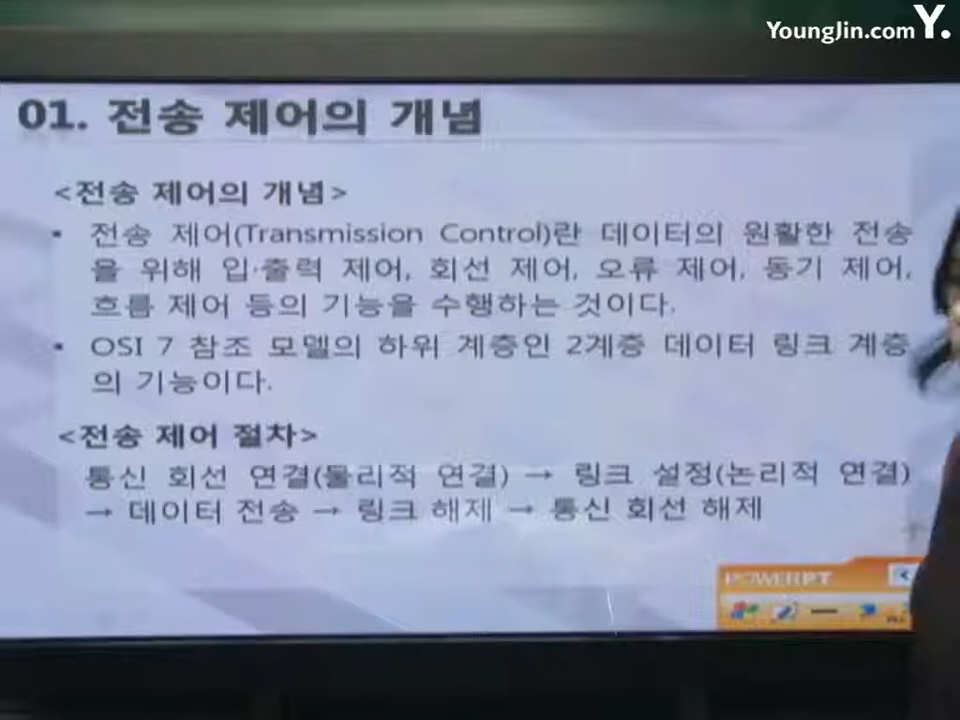 YoungJin.com Y.
01. 전송 제어의 개념
<전송 제어의 개념>
▪ 전송 제어(Transmission Control)란 데이터의 원활한 전송
을 위해 입·출력 제어, 회선 제어, 오류 제어, 동기 제어,
흐름 제어 등의 기능을 수행하는 것이다.
▪ OSI 7 참조 모델의 하위 계층인 2계층 데이터 링크 계층
의 기능이다.
<전송 제어 절차>
통신 회선 연결(물리적 연결) → 링크 설정(논리적 연결)
→ 데이터 전송 → 링크 해제 → 통신 회선 해제
POWERPT